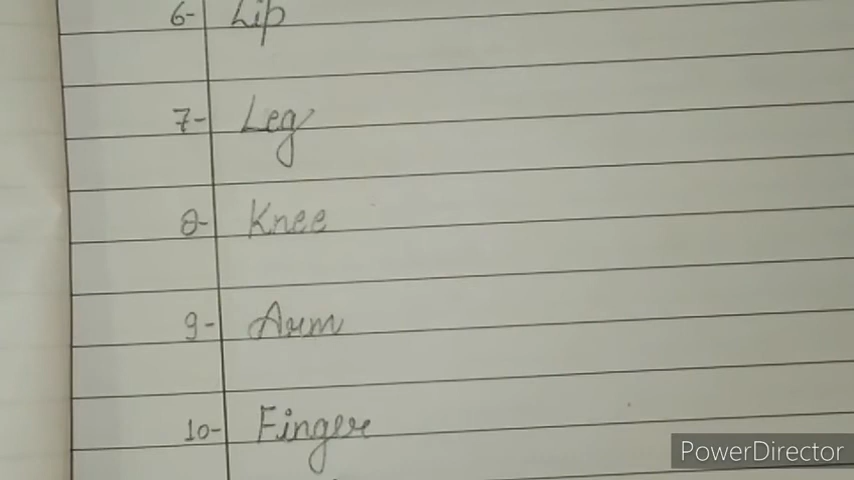 6- Lip
7- Leg
8- Knee
9- Arm
10- Finger
PowerDirector